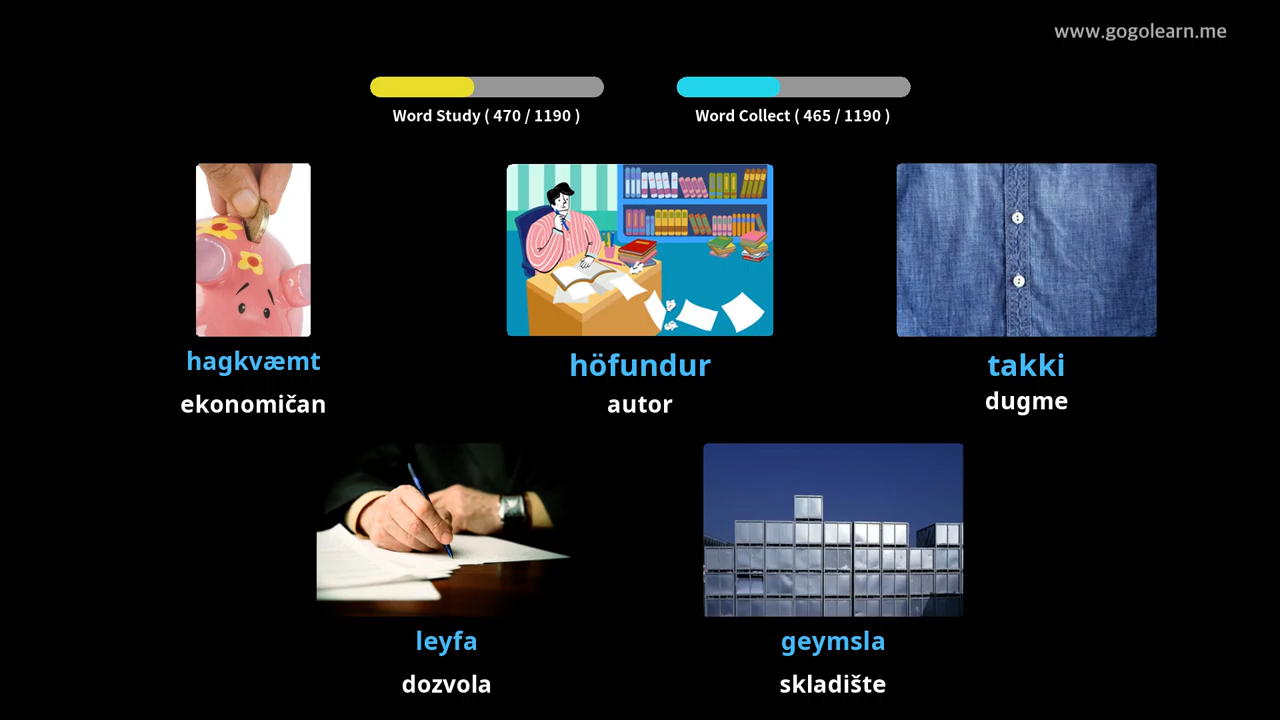 www.gogolearn.me
Word Study ( 470 / 1190 )
Word Collect ( 465 / 1190 )
hagkvæmt
ekonomičan
höfundur
autor
takki
dugme
leyfa
dozvola
geymsla
skladište